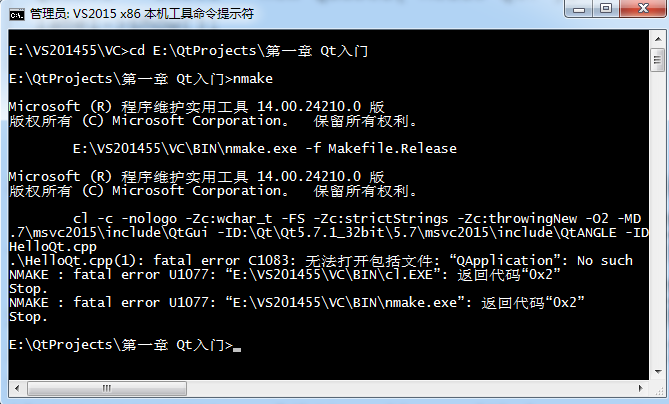 管理员: VS2015 x86 本机工具命令提示符
E:\VS201455\VC>cd E:\QtProjects\第一章 Qt入门
E:\QtProjects\第一章 Qt入门>nmake
Microsoft (R) 程序维护实用工具 14.00.24210.0 版
版权所有 (C) Microsoft Corporation。  保留所有权利。
E:\VS201455\VC\BIN\nmake.exe -f Makefile.Release
Microsoft (R) 程序维护实用工具 14.00.24210.0 版
版权所有 (C) Microsoft Corporation。  保留所有权利。
cl -c -nologo -Zc:wchar_t -FS -Zc:strictStrings -Zc:throwingNew -O2 -MD
.7\msvc2015\include\QtGui -ID:\Qt\Qt5.7.1_32bit\5.7\msvc2015\include\QtANGLE -ID
HelloQt.cpp
.\HelloQt.cpp(1): fatal error C1083: 无法打开包括文件: “QApplication”: No such
NMAKE : fatal error U1077: “E:\VS201455\VC\BIN\cl.EXE”: 返回代码“0x2”
Stop.
NMAKE : fatal error U1077: “E:\VS201455\VC\BIN\nmake.exe”: 返回代码“0x2”
Stop.
E:\QtProjects\第一章 Qt入门>